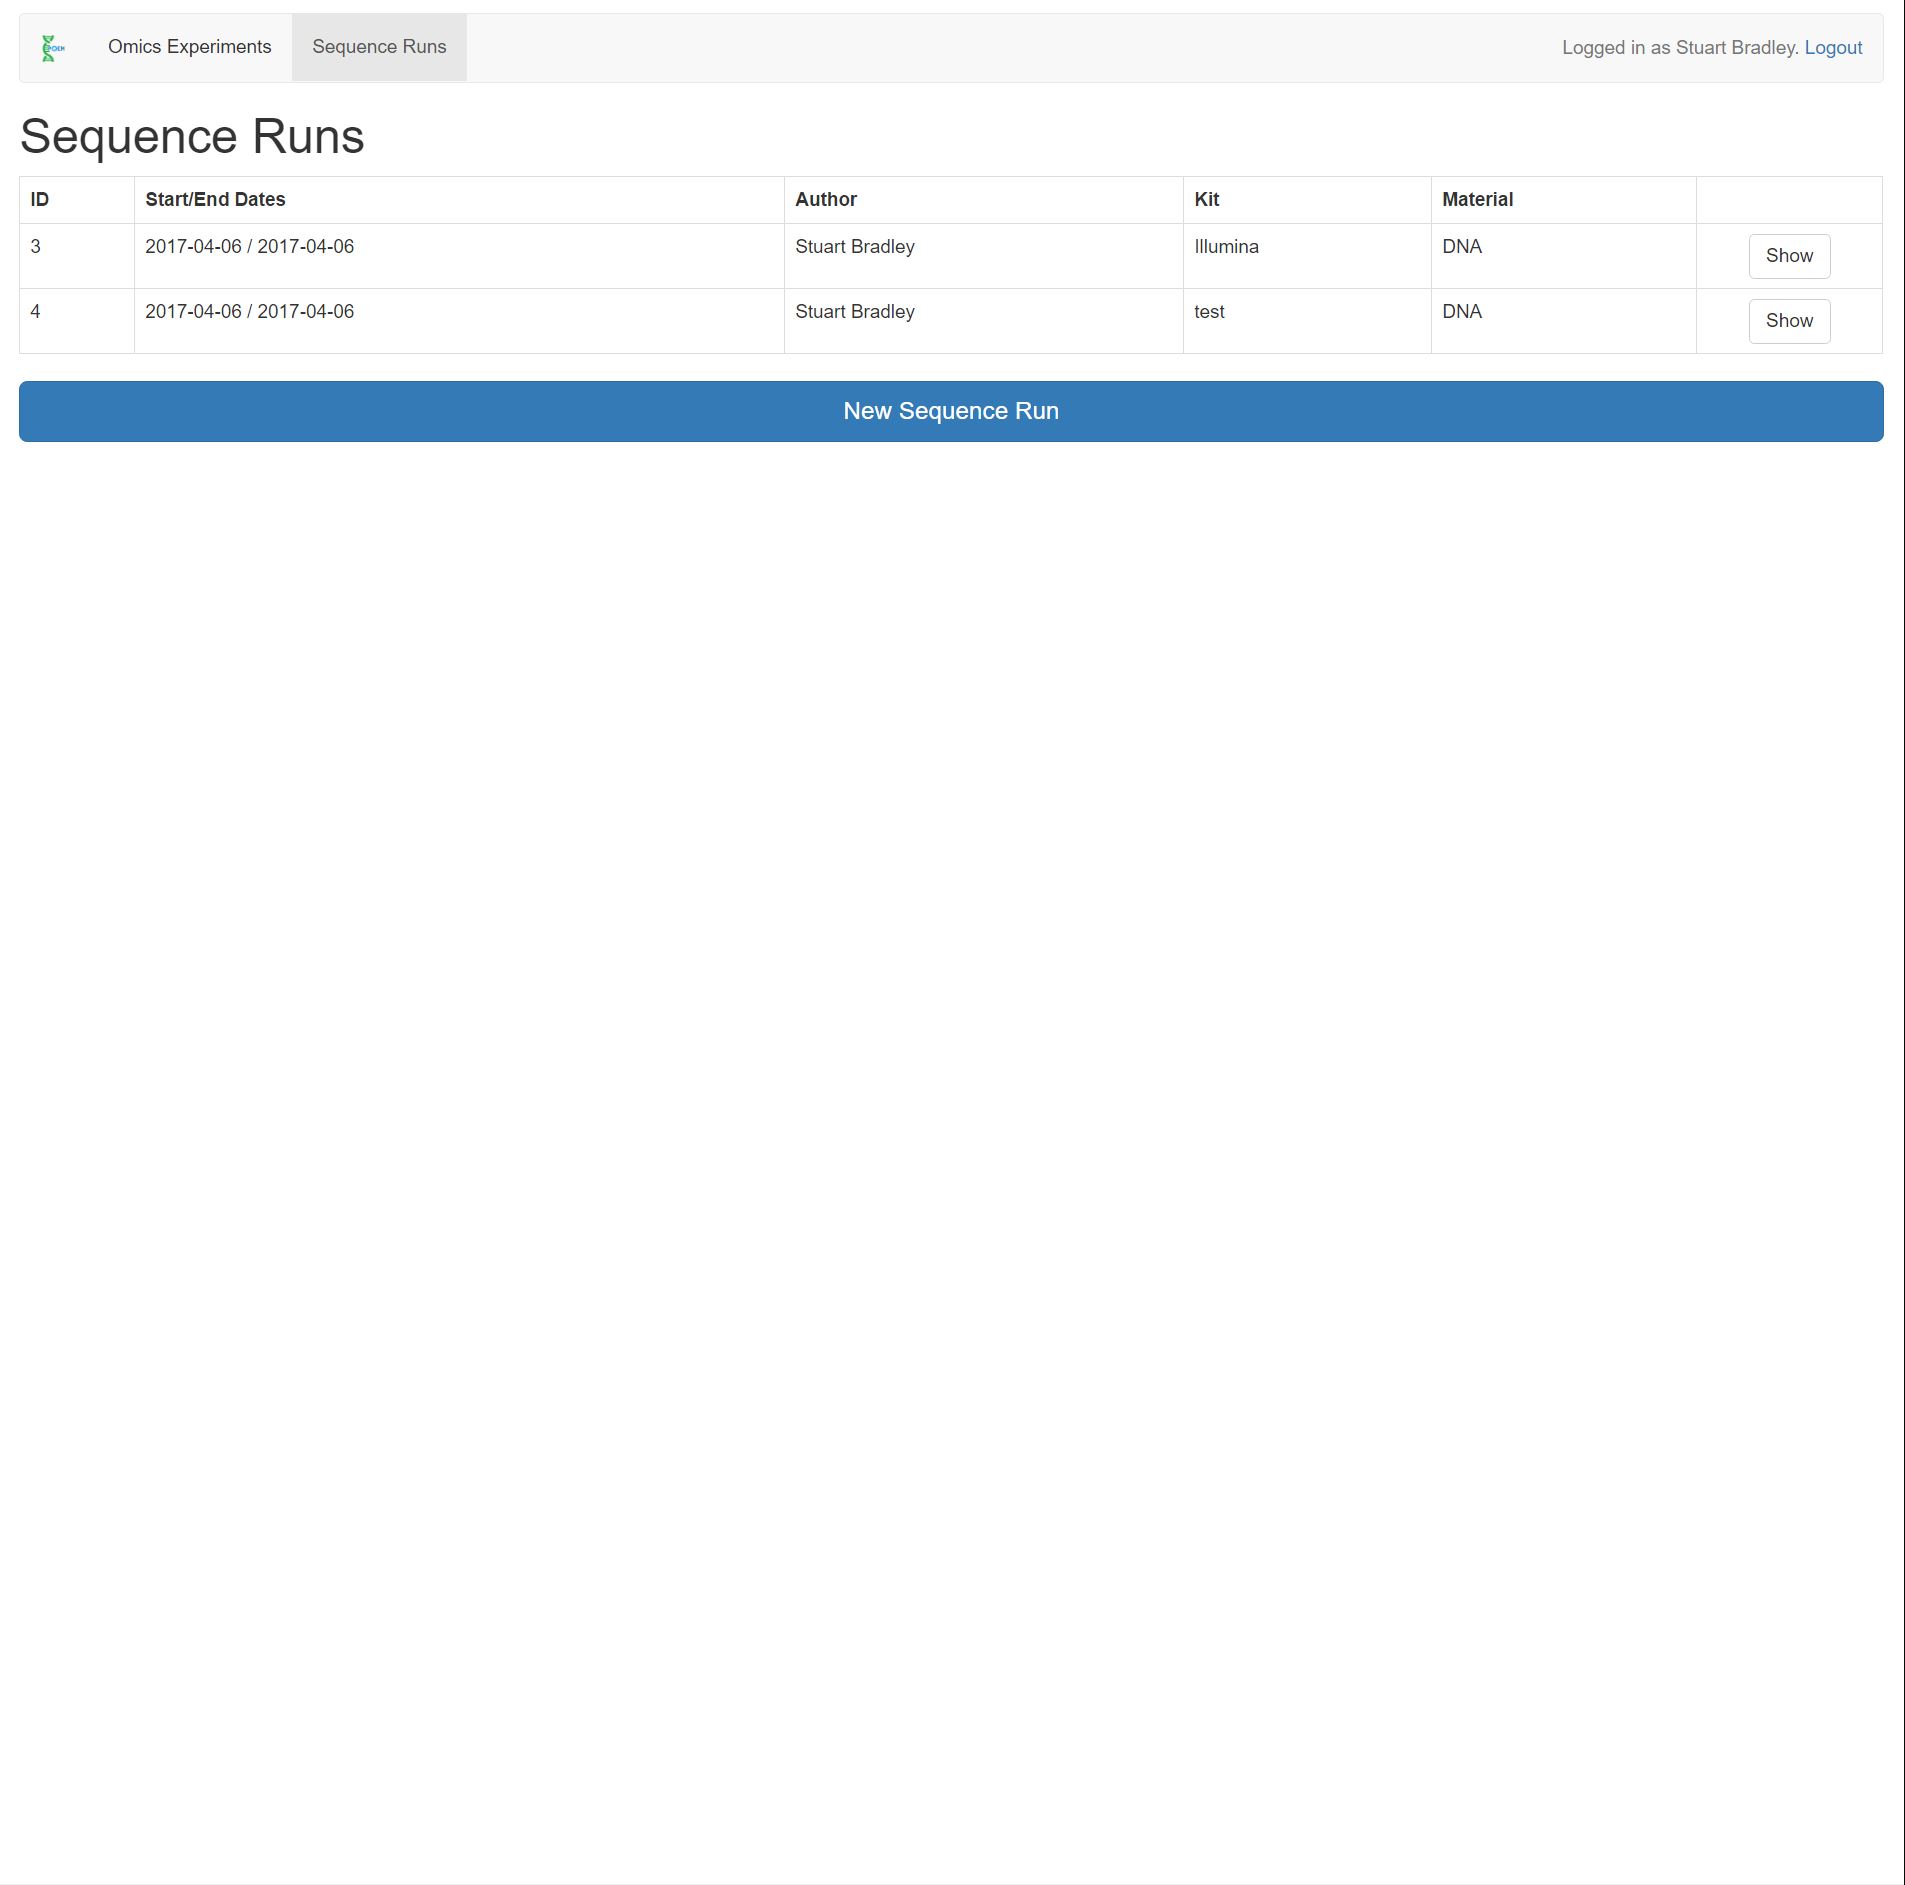 Omics Experiments Sequence Runs Logged in as Stuart Bradley. Logout
Sequence Runs
ID Start/End Dates Author Kit Material
3 2017-04-06 / 2017-04-06 Stuart Bradley Illumina DNA Show
4 2017-04-06 / 2017-04-06 Stuart Bradley test DNA Show
New Sequence Run